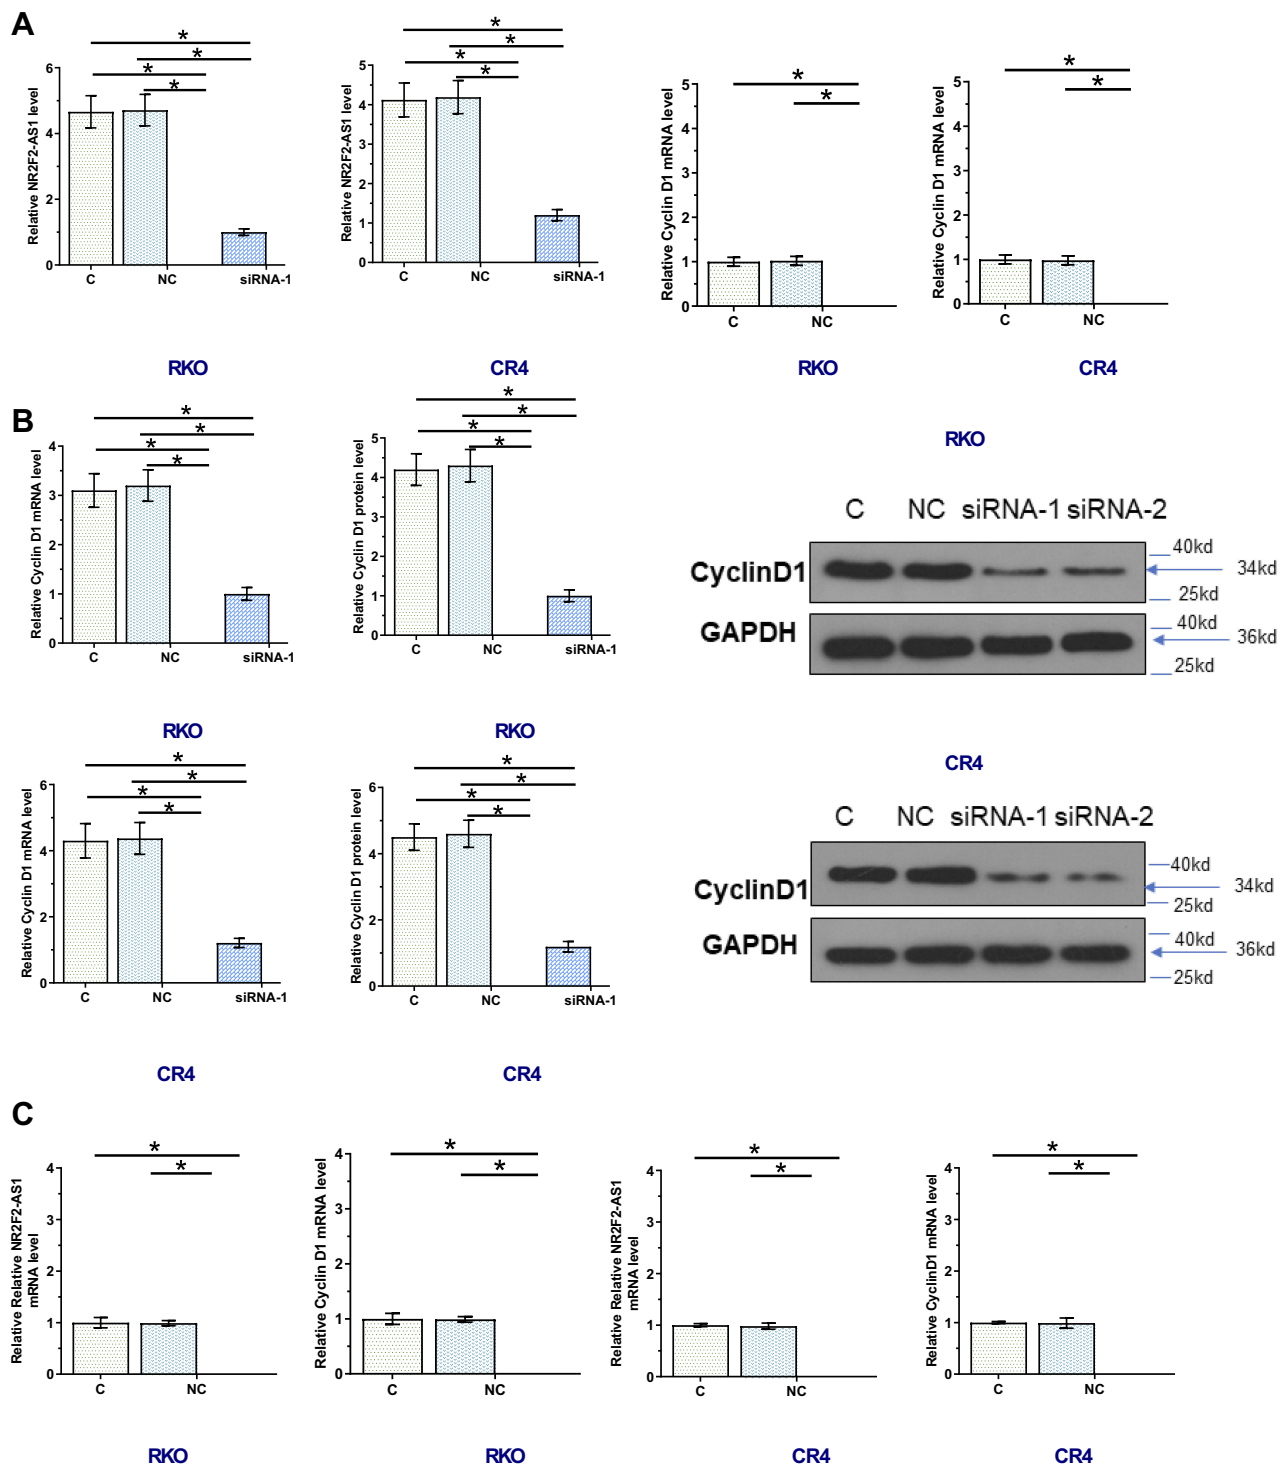 A
* * * *
Relative NR2F2-AS1 level
6
4
2
0
C NC siRNA-1
RKO
* * * *
Relative NR2F2-AS1 level
5
4
3
2
1
0
C NC siRNA-1
CR4
* *
Relative Cyclin D1 mRNA level
5
4
3
2
1
0
C NC
RKO
* *
Relative Cyclin D1 mRNA level
5
4
3
2
1
0
C NC
CR4
B
* * * *
Relative Cyclin D1 mRNA level
4
3
2
1
0
C NC siRNA-1
RKO
* * * *
Relative Cyclin D1 protein level
5
4
3
2
1
0
C NC siRNA-1
RKO
RKO
C NC siRNA-1 siRNA-2
CyclinD1
40kd
34kd
25kd
GAPDH
40kd
36kd
25kd
* * * *
Relative Cyclin D1 mRNA level
6
4
2
0
C NC siRNA-1
CR4
* * * *
Relative Cyclin D1 protein level
6
4
2
0
C NC siRNA-1
CR4
CR4
C NC siRNA-1 siRNA-2
CyclinD1
40kd
34kd
25kd
GAPDH
40kd
36kd
25kd
C
* *
Relative Relative NR2F2-AS1
mRNA level
4
3
2
1
0
C NC
RKO
* *
Relative Cyclin D1 mRNA level
4
3
2
1
0
C NC
RKO
* *
Relative Relative NR2F2-AS1
mRNA level
4
3
2
1
0
C NC
CR4
* *
Relative CyclinD1 mRNA level
4
3
2
1
0
C NC
CR4